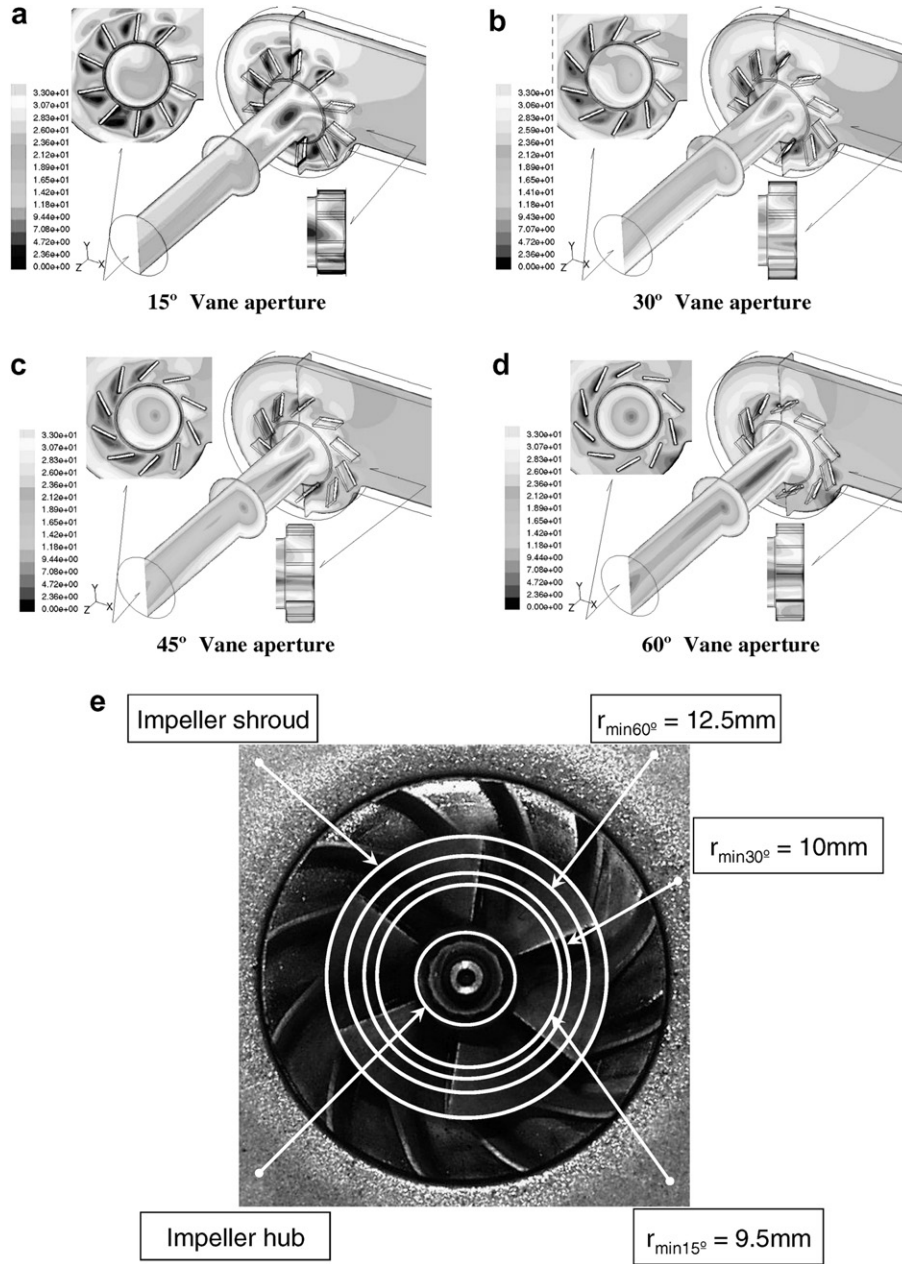 a
3.30e+01
3.07e+01
2.83e+01
2.60e+01
2.36e+01
2.12e+01
1.89e+01
1.65e+01
1.41e+01
1.18e+01
9.44e+00
7.08e+00
4.72e+00
2.36e+00
0.00e+00
Y
Z X
15º Vane aperture
b
3.30e+01
3.07e+01
2.83e+01
2.60e+01
2.36e+01
2.12e+01
1.89e+01
1.65e+01
1.42e+01
1.18e+01
9.44e+00
7.08e+00
4.72e+00
2.36e+00
0.00e+00
Y
Z X
30º Vane aperture
c
3.30e+01
3.07e+01
2.83e+01
2.60e+01
2.36e+01
2.12e+01
1.89e+01
1.65e+01
1.42e+01
1.18e+01
9.44e+00
7.08e+00
4.72e+00
2.36e+00
0.00e+00
Y
Z X
45º Vane aperture
d
3.30e+01
3.07e+01
2.83e+01
2.60e+01
2.36e+01
2.12e+01
1.89e+01
1.65e+01
1.42e+01
1.18e+01
9.44e+00
7.08e+00
4.72e+00
2.36e+00
0.00e+00
Y
Z X
60º Vane aperture
e
Impeller shroud
rmin60º = 12.5mm
rmin30º = 10mm
Impeller hub
rmin15º = 9.5mm